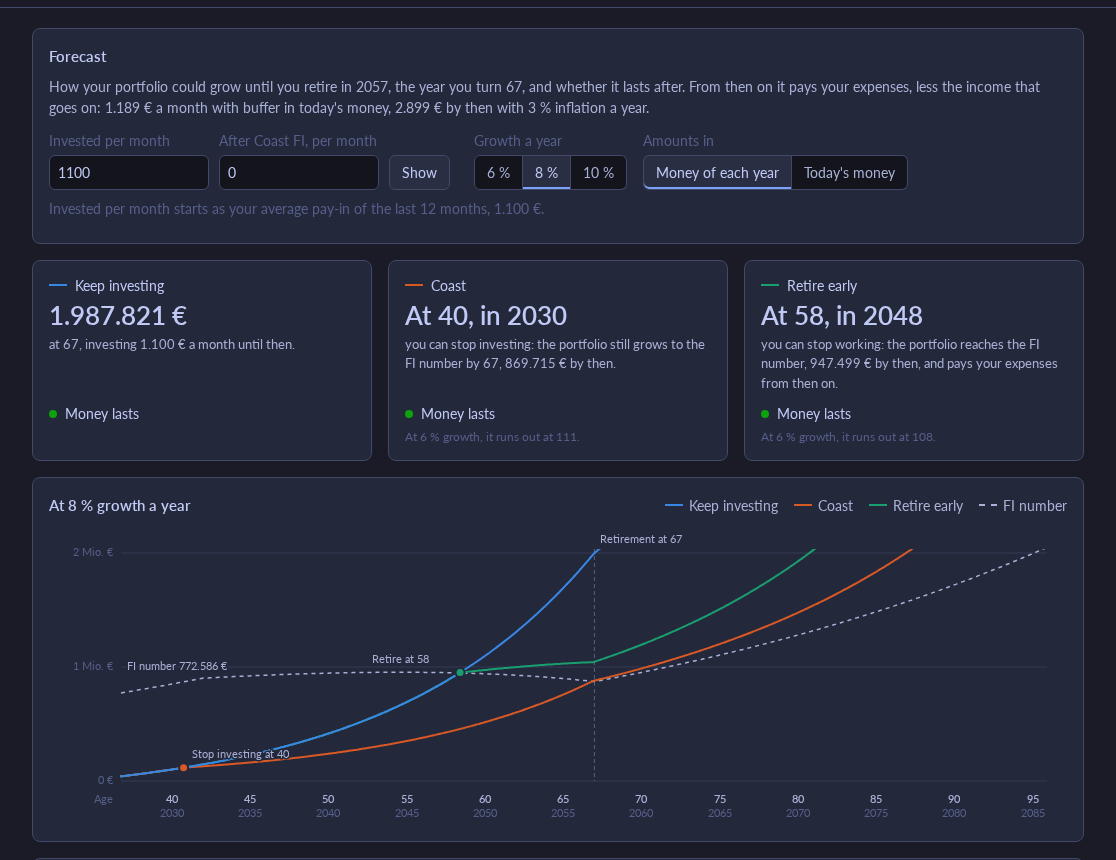 Forecast
How your portfolio could grow until you retire in 2057, the year you turn 67, and whether it lasts after. From then on it pays your expenses, less the income that
goes on: 1.189 € a month with buffer in today's money, 2.899 € by then with 3 % inflation a year.
Invested per month
After Coast FI, per month
Growth a year
Amounts in
1100
0
Show
6 %
8 %
10 %
Money of each year
Today's money
Invested per month starts as your average pay-in of the last 12 months, 1.100 €.
Keep investing
1.987.821 €
at 67, investing 1.100 € a month until then.
Money lasts
Coast
At 40, in 2030
you can stop investing: the portfolio still grows to the
FI number by 67, 869.715 € by then.
Money lasts
At 6 % growth, it runs out at 111.
Retire early
At 58, in 2048
you can stop working: the portfolio reaches the FI
number, 947.499 € by then, and pays your expenses
from then on.
Money lasts
At 6 % growth, it runs out at 108.
At 8 % growth a year
Keep investing
Coast
Retire early
FI number
Retirement at 67
2 Mio. €
Retire at 58
1 Mio. €
FI number 772.586 €
Stop investing at 40
0 €
Age
40 45 50 55 60 65 70 75 80 85 90 95
2030 2035 2040 2045 2050 2055 2060 2065 2070 2075 2080 2085